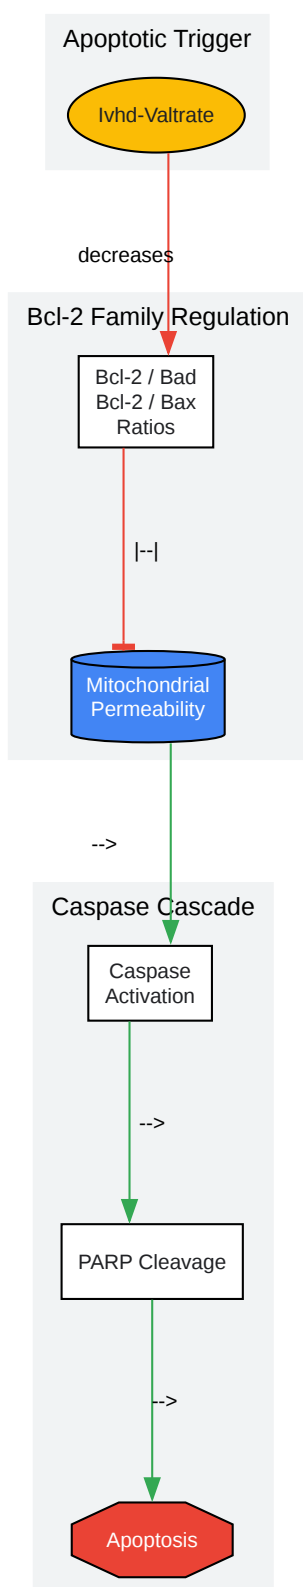 Apoptotic Trigger
Ivhd-Valtrate
decreases
Bcl-2 Family Regulation
Bcl-2 / Bad
Bcl-2 / Bax
Ratios
|--|
Mitochondrial
Permeability
-->
Caspase Cascade
Caspase
Activation
-->
PARP Cleavage
-->
Apoptosis